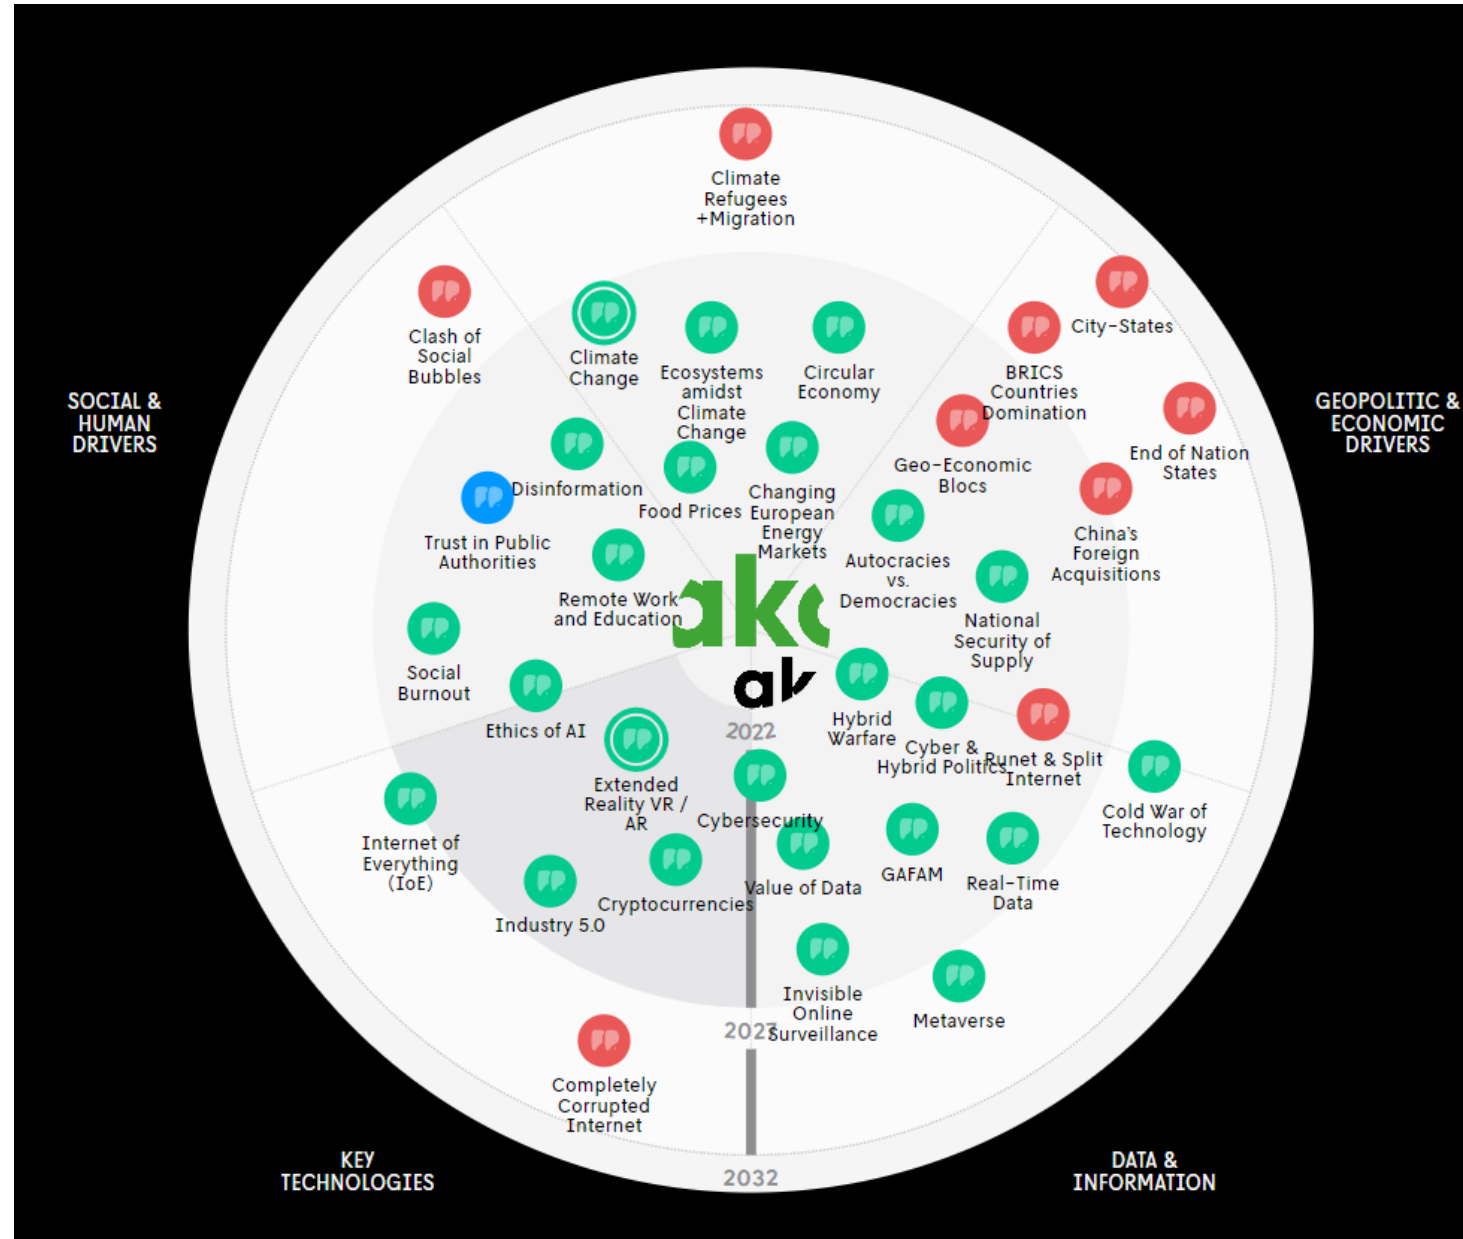 Climate
Refugees
+Migration
City-States
Clash of
Social
Bubbles
Climate
Change
Ecosystems
amidst
Climate
Change
Circular
Economy
BRICS
Countries
Domination
SOCIAL &
HUMAN
DRIVERS
GEOPOLITIC &
ECONOMIC
DRIVERS
End of Nation
States
Geo-Economic
Blocs
Disinformation
Food Prices
Changing
European
Energy
Markets
China's
Foreign
Acquisitions
Trust in Public
Authorities
Autocracies
vs.
Democracies
Remote Work
and Education
National
Security of
Supply
Social
Burnout
Ethics of AI
Hybrid
Warfare
Cyber &
Hybrid Politics
Runet & Split
Internet
2022
Extended
Reality VR /
AR
Cybersecurity
Cold War of
Technology
Internet of
Everything
(IoE)
GAFAM
Real-Time
Data
Value of Data
Cryptocurrencies
Industry 5.0
Invisible
Online
Surveillance
Metaverse
2027
Completely
Corrupted
Internet
KEY
TECHNOLOGIES
DATA &
INFORMATION
2032